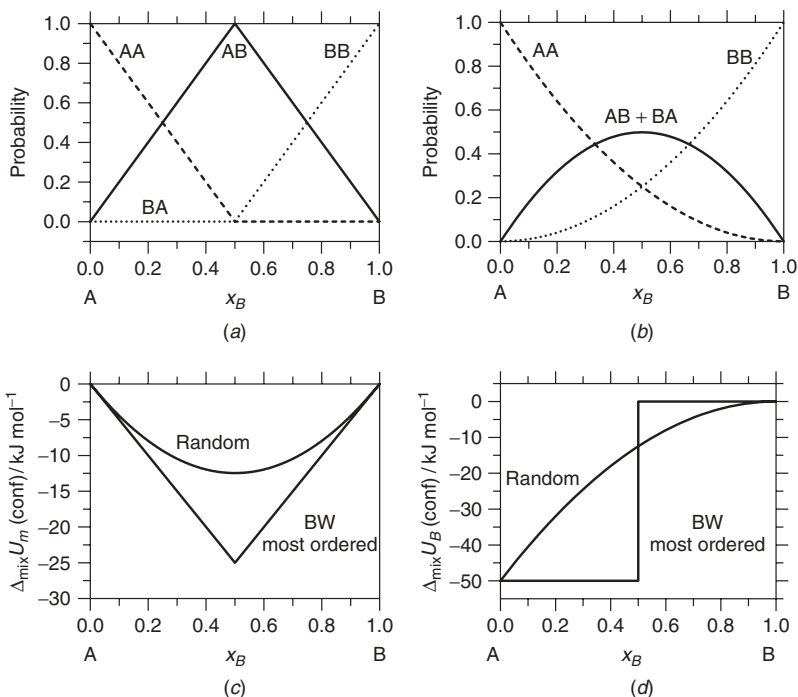 1.0
0.8
0.6
0.4
0.2
0.0
Probability
AA
AB
BB
BA
0.0 0.2 0.4 0.6 0.8 1.0
A x_B B
(a)
1.0
0.8
0.6
0.4
0.2
0.0
Probability
AA
BB
AB + BA
0.0 0.2 0.4 0.6 0.8 1.0
A x_B B
(b)
0
−5
−10
−15
−20
−25
−30
Δ_mix U_m (conf) / kJ mol⁻¹
Random
BW
most ordered
0.0 0.2 0.4 0.6 0.8 1.0
A x_B B
(c)
0
−10
−20
−30
−40
−50
Δ_mix U_B (conf) / kJ mol⁻¹
Random
BW
most ordered
0.0 0.2 0.4 0.6 0.8 1.0
A x_B B
(d)